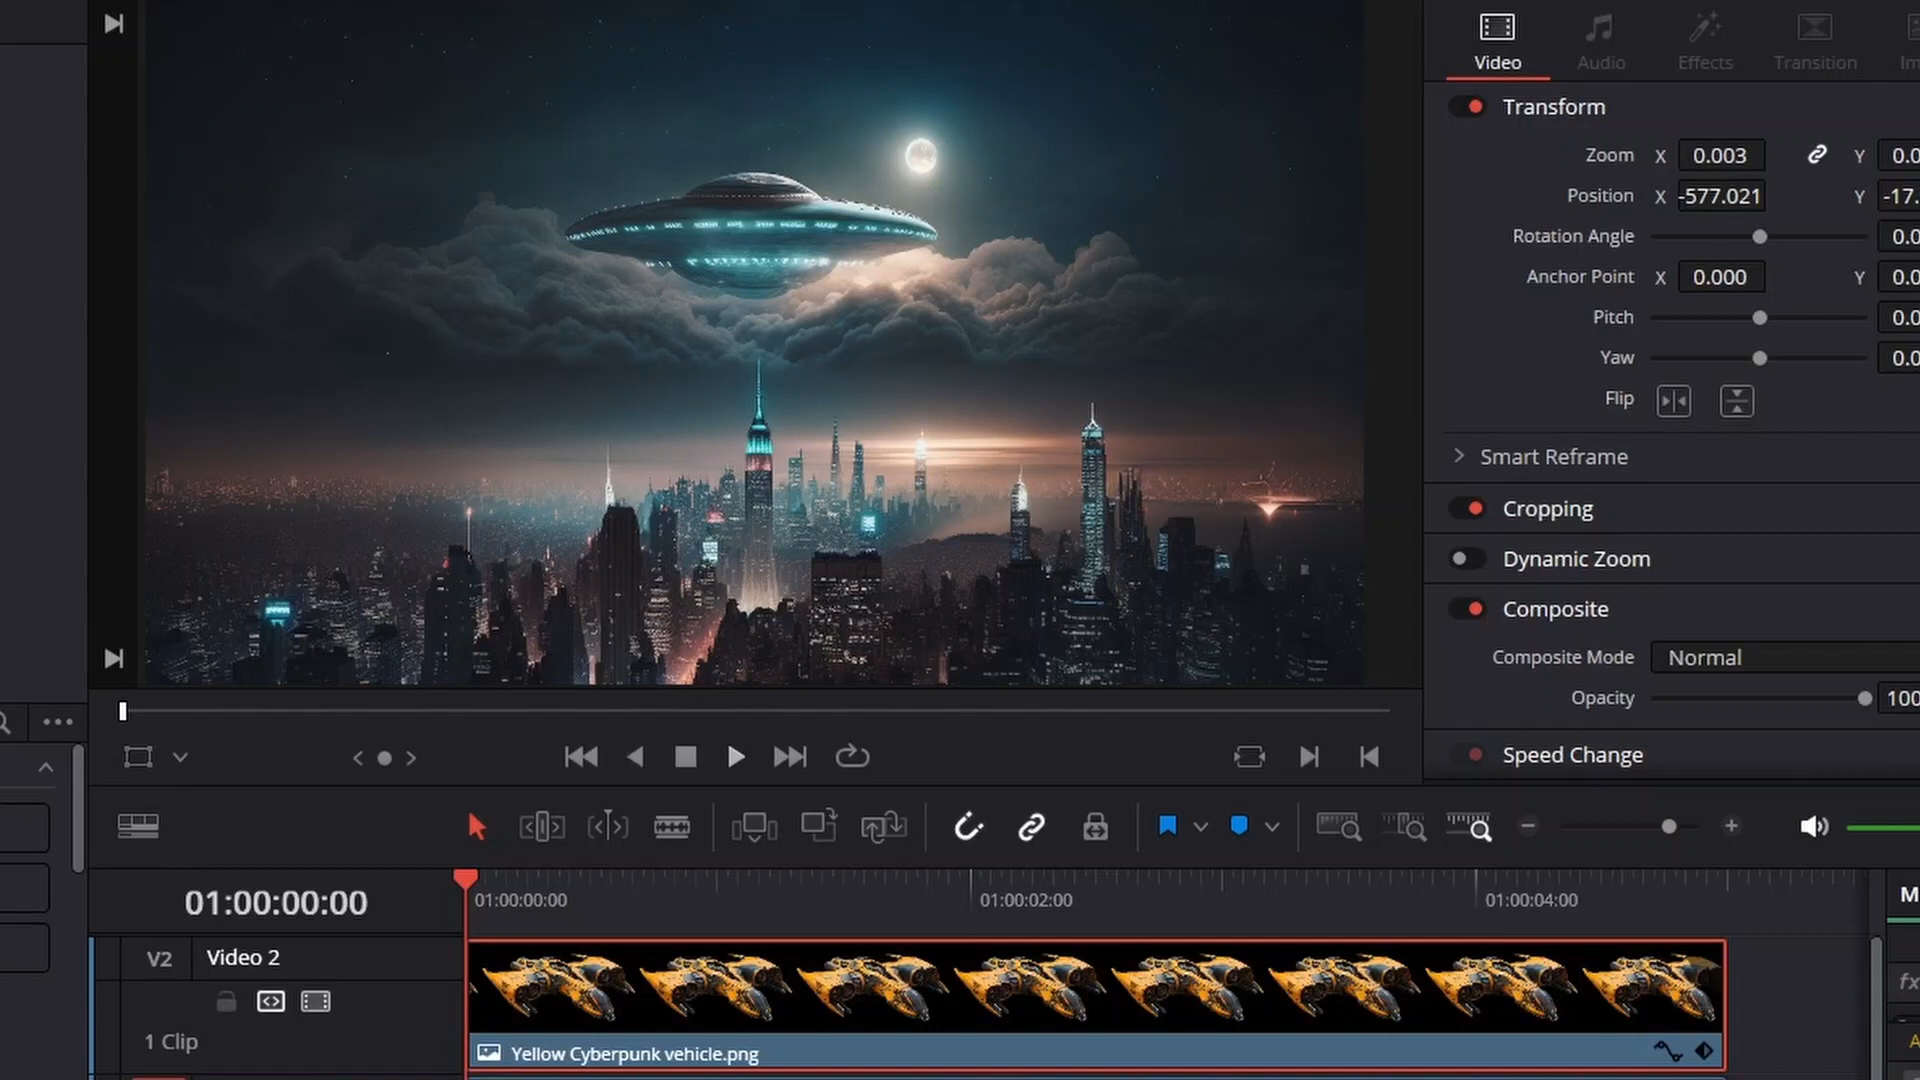 Video Audio Effects Transition Im
Transform
Zoom X 0.003 Y 0.0
Position X -577.021 Y -17.
Rotation Angle 0.0
Anchor Point X 0.000 Y 0.0
Pitch 0.0
Yaw 0.0
Flip
Smart Reframe
Cropping
Dynamic Zoom
Composite
Composite Mode Normal
Opacity 100
Speed Change
01:00:00:00
01:00:00:00 01:00:02:00 01:00:04:00
M
V2 Video 2
fx
1 Clip
A
Yellow Cyberpunk vehicle.png